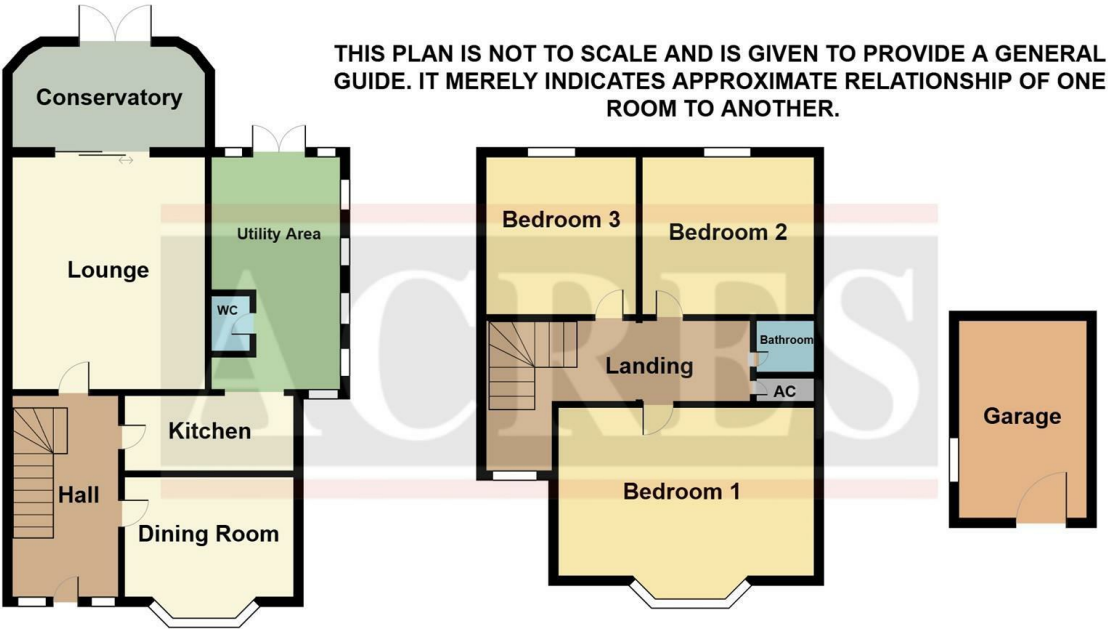 THIS PLAN IS NOT TO SCALE AND IS GIVEN TO PROVIDE A GENERAL
GUIDE. IT MERELY INDICATES APPROXIMATE RELATIONSHIP OF ONE
ROOM TO ANOTHER.
Conservatory
Lounge
Utility Area
WC
Kitchen
Hall
Dining Room
Bedroom 3
Bedroom 2
Landing
Bathroom
AC
Bedroom 1
Garage
ACRES